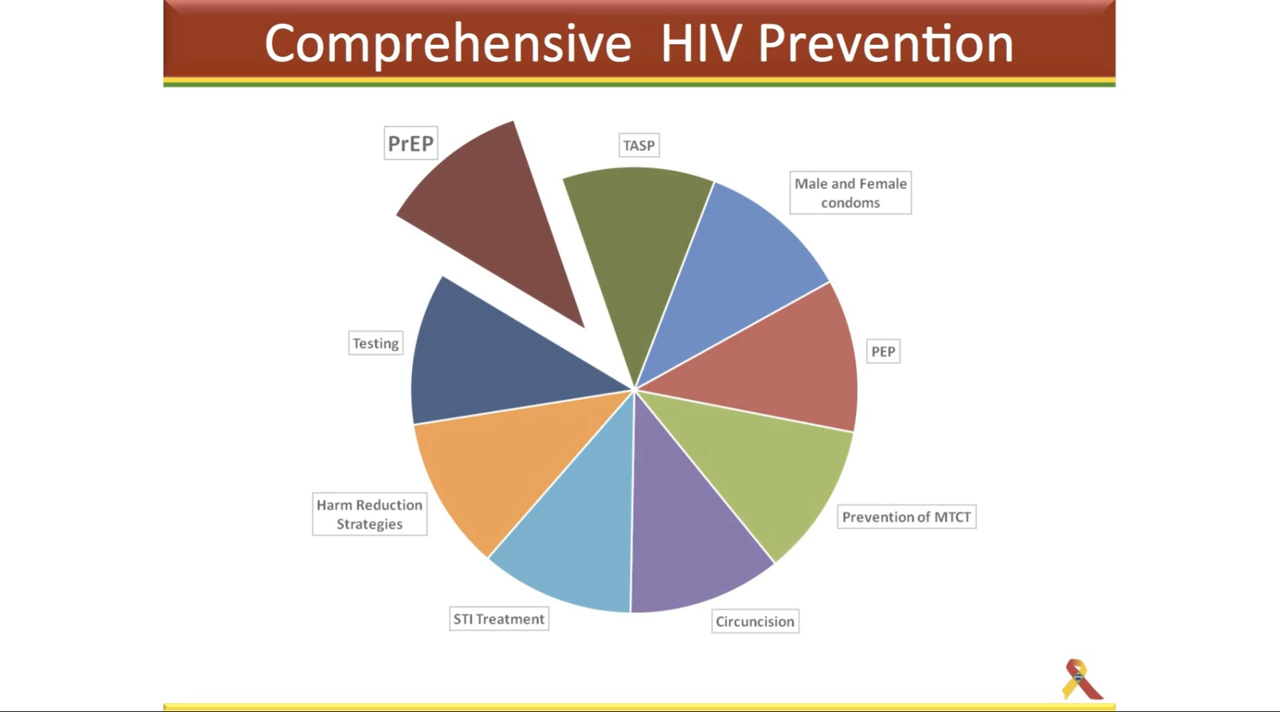 Comprehensive HIV Prevention
PrEP
TASP
Male and Female
condoms
PEP
Testing
Harm Reduction
Strategies
Prevention of MTCT
STI Treatment
Circuncision